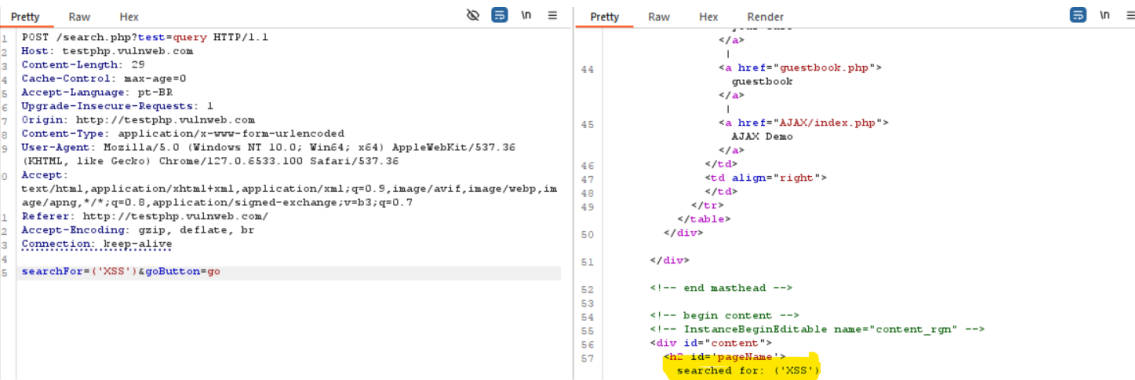 Pretty Raw Hex \n
1 POST /search.php?test=query HTTP/1.1
2 Host: testphp.vulnweb.com
3 Content-Length: 29
4 Cache-Control: max-age=0
5 Accept-Language: pt-BR
6 Upgrade-Insecure-Requests: 1
7 Origin: http://testphp.vulnweb.com
8 Content-Type: application/x-www-form-urlencoded
9 User-Agent: Mozilla/5.0 (Windows NT 10.0; Win64; x64) AppleWebKit/537.36
(KHTML, like Gecko) Chrome/127.0.6533.100 Safari/537.36
0 Accept:
text/html,application/xhtml+xml,application/xml;q=0.9,image/avif,image/webp,im
age/apng,*/*;q=0.8,application/signed-exchange;v=b3;q=0.7
1 Referer: http://testphp.vulnweb.com/
2 Accept-Encoding: gzip, deflate, br
3 Connection: keep-alive
4
5 searchFor=('XSS')&goButton=go
Pretty Raw Hex Render \n
</a>
|
44 <a href="guestbook.php">
guestbook
</a>
|
45 <a href="AJAX/index.php">
AJAX Demo
</a>
46 </td>
47 <td align="right">
48 </td>
49 </tr>
</table>
50 </div>
51 </div>
52 <!-- end masthead -->
53
54 <!-- begin content -->
55 <!-- InstanceBeginEditable name="content_rgn" -->
56 <div id="content">
57 <h2 id='pageName'>
searched for: ('XSS')